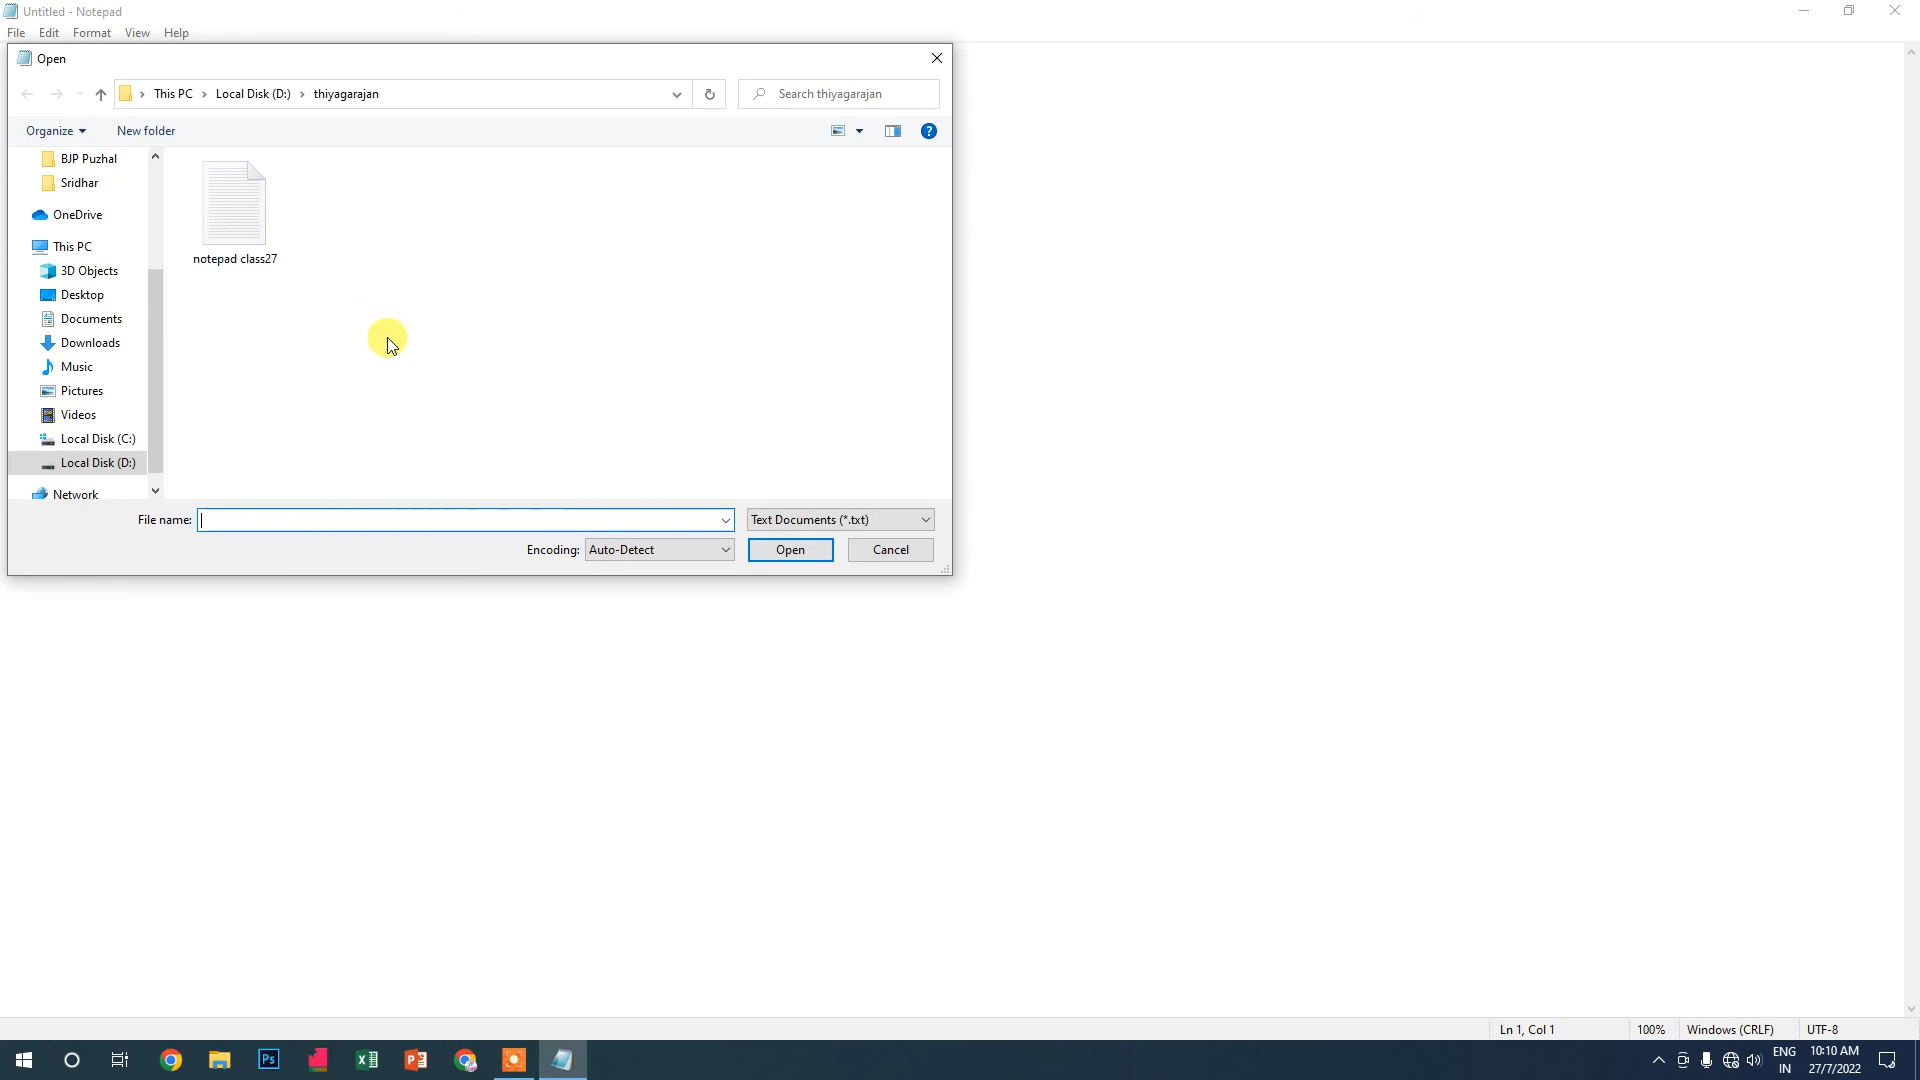 Untitled - Notepad
File Edit Format View Help
Open
This PC Local Disk (D:) thiyagarajan
Search thiyagarajan
Organize New folder
?
BJP Puzhal
Sridhar
OneDrive
This PC
3D Objects
Desktop
Documents
Downloads
Music
Pictures
Videos
Local Disk (C:)
Local Disk (D:)
Network
notepad class27
File name:
Text Documents (*.txt)
Encoding: Auto-Detect
Open Cancel
Ln 1, Col 1 100% Windows (CRLF) UTF-8
Ps
ENG
IN
10:10 AM
27/7/2022